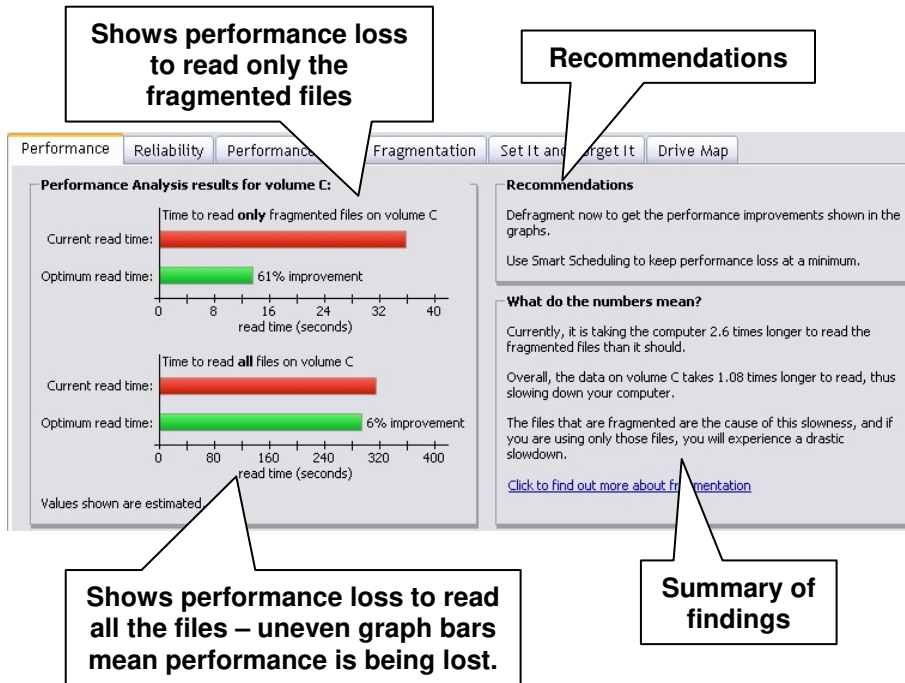 Shows performance loss
to read only the
fragmented files
Recommendations
Performance Reliability Performance Fragmentation Set It and Forget It Drive Map
Performance Analysis results for volume C:
Time to read only fragmented files on volume C
Current read time:
Optimum read time: 61% improvement
0 8 16 24 32 40
read time (seconds)
Time to read all files on volume C
Current read time:
Optimum read time: 6% improvement
0 80 160 240 320 400
read time (seconds)
Values shown are estimated.
Recommendations
Defragment now to get the performance improvements shown in the
graphs.
Use Smart Scheduling to keep performance loss at a minimum.
What do the numbers mean?
Currently, it is taking the computer 2.6 times longer to read the
fragmented files than it should.
Overall, the data on volume C takes 1.08 times longer to read, thus
slowing down your computer.
The files that are fragmented are the cause of this slowness, and if
you are using only those files, you will experience a drastic
slowdown.
Click to find out more about fragmentation
Shows performance loss to read
all the files – uneven graph bars
mean performance is being lost.
Summary of
findings